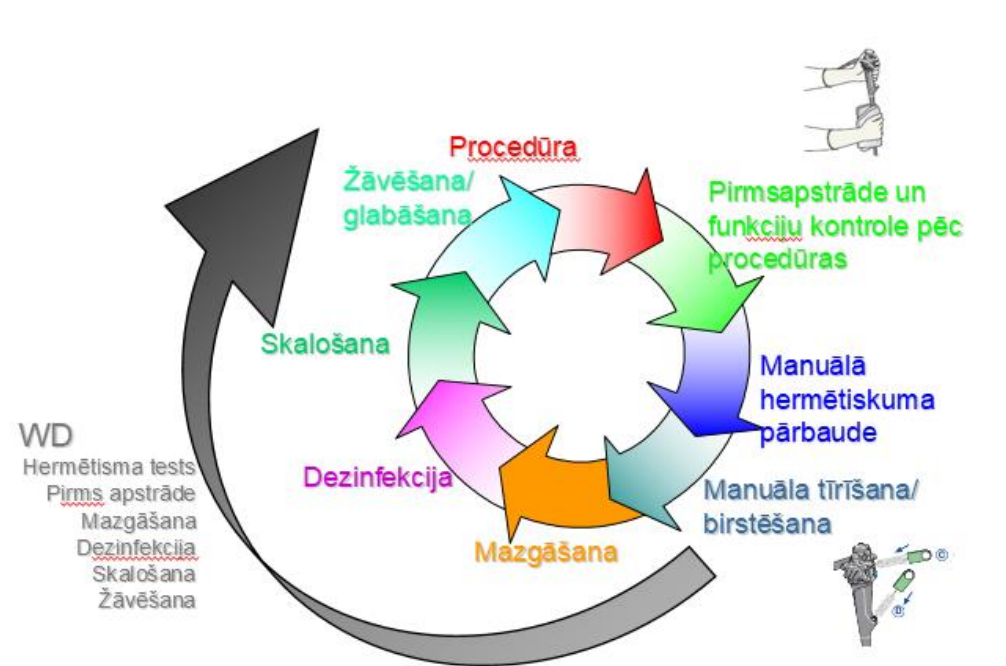 Procedūra
Žāvēšana/
glabāšana
Pirmsapstrāde un
funkciju kontrole pēc
procedūras
Skalošana
Manuālā
hermētiskuma
pārbaude
WD
Hermētisma tests
Pirms apstrāde
Mazgāšana
Dezinfekcija
Skalošana
Žāvēšana
Dezinfekcija
Manuāla tīrīšana/
birstēšana
Mazgāšana
C
D